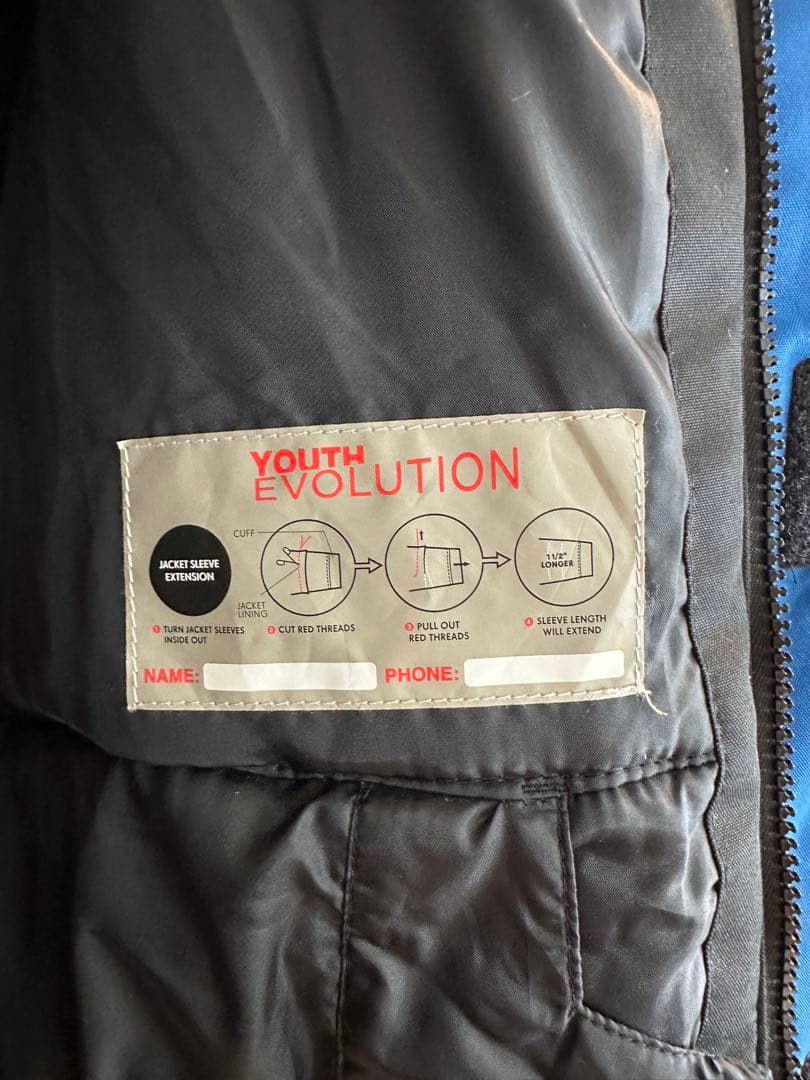 YOUTH
EVOLUTION
JACKET SLEEVE
EXTENSION
CUFF
JACKET
LINING
1 1/2"
LONGER
1 TURN JACKET SLEEVES
INSIDE OUT
2 CUT RED THREADS
3 PULL OUT
RED THREADS
4 SLEEVE LENGTH
WILL EXTEND
NAME:
PHONE: